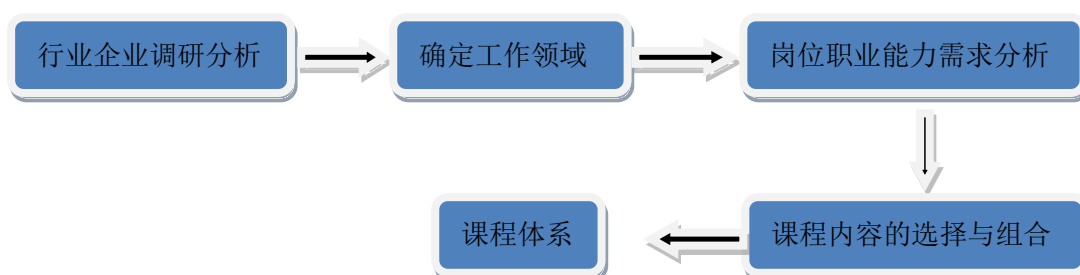 行业企业调研分析
确定工作领域
岗位职业能力需求分析
课程内容的选择与组合
课程体系